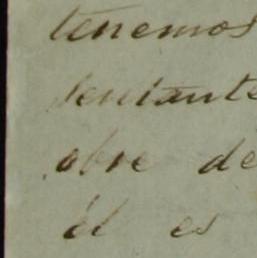 tenemos
sentante
obre de
él es